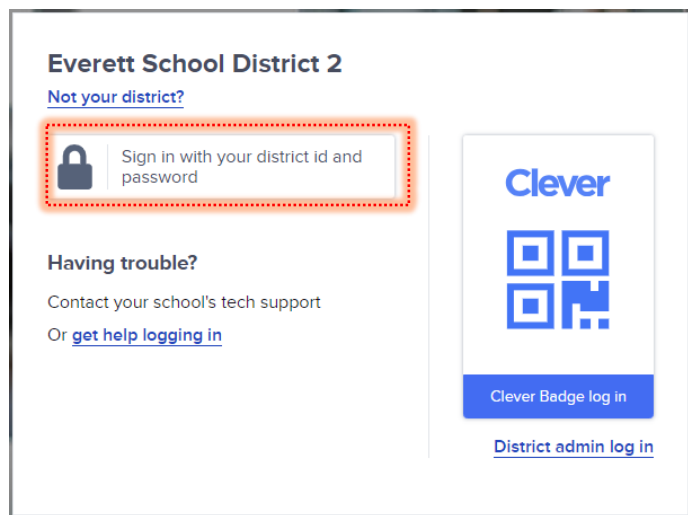 Everett School District 2
Not your district?
Sign in with your district id and
password
Having trouble?
Contact your school's tech support
Or get help logging in
Clever
Clever Badge log in
District admin log in